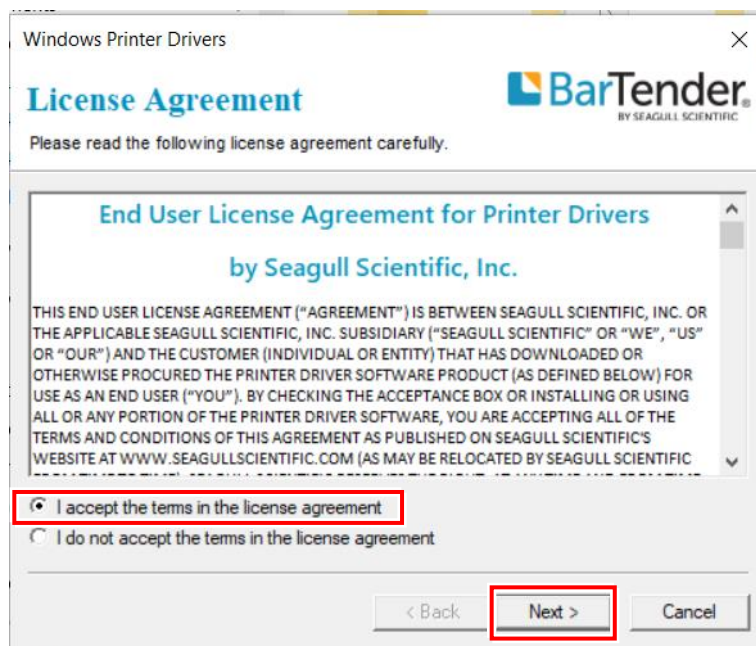 Windows Printer Drivers
License Agreement
BarTender®
BY SEAGULL SCIENTIFIC
Please read the following license agreement carefully.
End User License Agreement for Printer Drivers
by Seagull Scientific, Inc.
THIS END USER LICENSE AGREEMENT (“AGREEMENT”) IS BETWEEN SEAGULL SCIENTIFIC, INC. OR
THE APPLICABLE SEAGULL SCIENTIFIC, INC. SUBSIDIARY (“SEAGULL SCIENTIFIC” OR “WE”, “US”
OR “OUR”) AND THE CUSTOMER (INDIVIDUAL OR ENTITY) THAT HAS DOWNLOADED OR
OTHERWISE PROCURED THE PRINTER DRIVER SOFTWARE PRODUCT (AS DEFINED BELOW) FOR
USE AS AN END USER (“YOU”). BY CHECKING THE ACCEPTANCE BOX OR INSTALLING OR USING
ALL OR ANY PORTION OF THE PRINTER DRIVER SOFTWARE, YOU ARE ACCEPTING ALL OF THE
TERMS AND CONDITIONS OF THIS AGREEMENT AS PUBLISHED ON SEAGULL SCIENTIFIC'S
WEBSITE AT WWW.SEAGULLSCIENTIFIC.COM (AS MAY BE RELOCATED BY SEAGULL SCIENTIFIC
I accept the terms in the license agreement
I do not accept the terms in the license agreement
< Back
Next >
Cancel